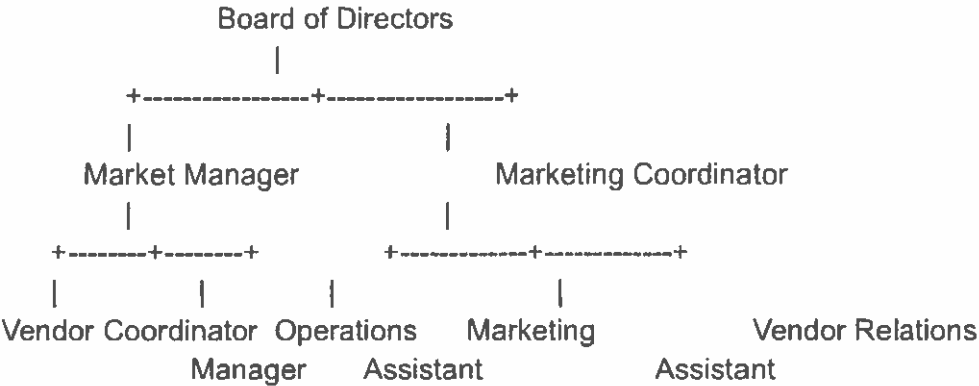 Board of Directors
|
+-----------------+------------------+
| |
Market Manager Marketing Coordinator
| |
+--------+--------+ +-------------+-------------+
| | | |
Vendor Coordinator Operations Marketing Vendor Relations
Manager Assistant Assistant